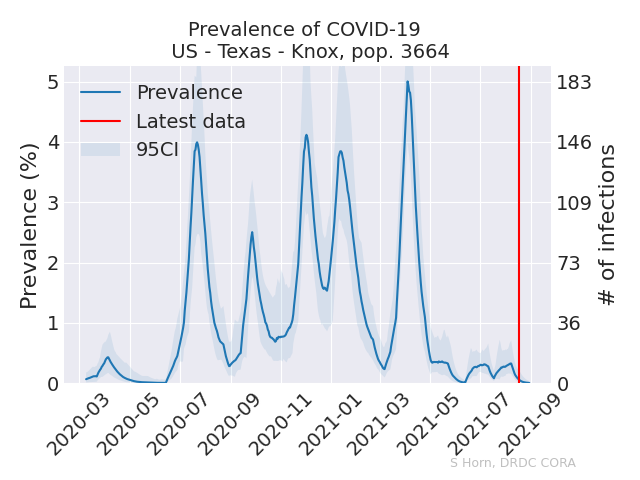 Prevalence of COVID-19
US - Texas - Knox, pop. 3664
Prevalence
Latest data
95CI
Prevalence (%)
5
4
3
2
1
0
183
146
109
73
36
0
# of infections
2020-03
2020-05
2020-07
2020-09
2020-11
2021-01
2021-03
2021-05
2021-07
2021-09
S Horn, DRDC CORA